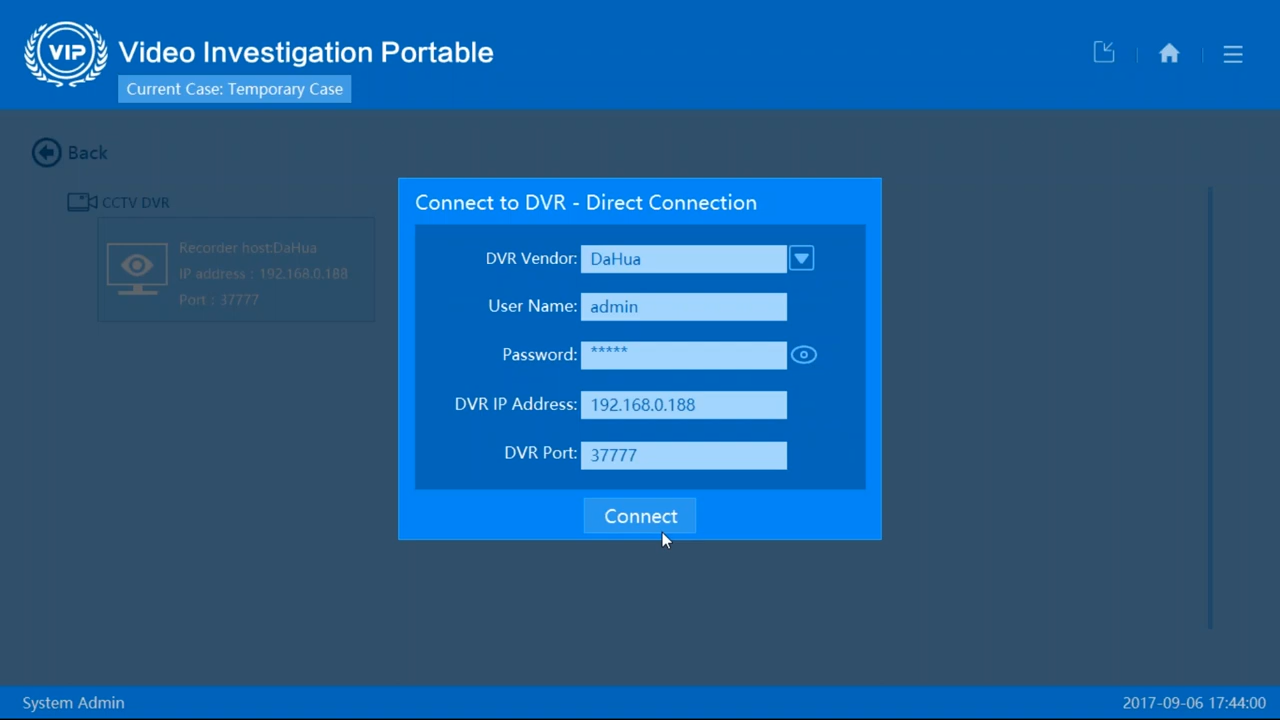 VIP
Video Investigation Portable
Current Case: Temporary Case
Back
CCTV DVR
Recorder host:DaHua
IP address : 192.168.0.188
Port : 37777
Connect to DVR - Direct Connection
DVR Vendor: DaHua
User Name: admin
Password: *****
DVR IP Address: 192.168.0.188
DVR Port: 37777
Connect
System Admin
2017-09-06 17:44:00